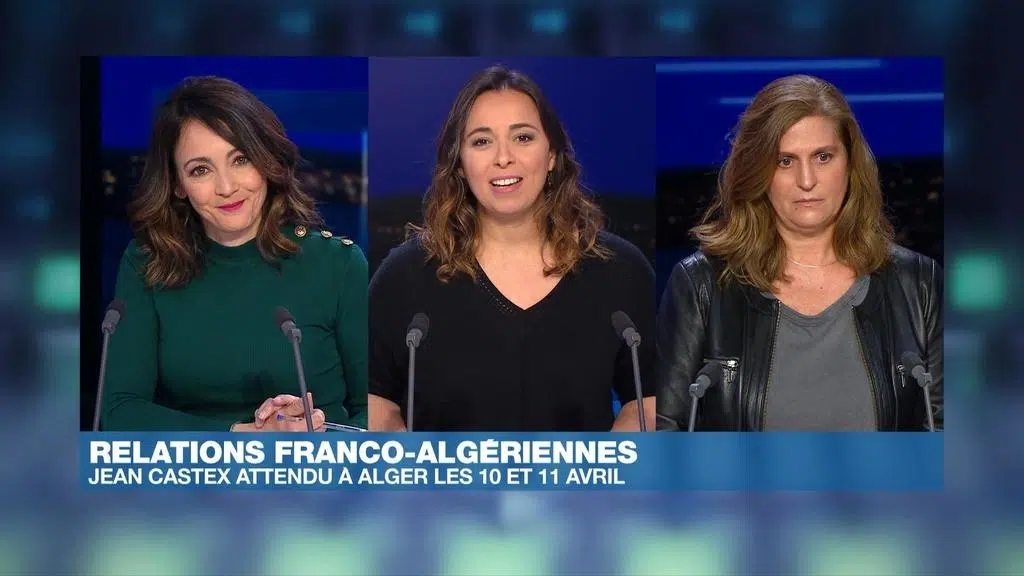 RELATIONS FRANCO-ALGÉRIENNES
JEAN CASTEX ATTENDU À ALGER LES 10 ET 11 AVRIL